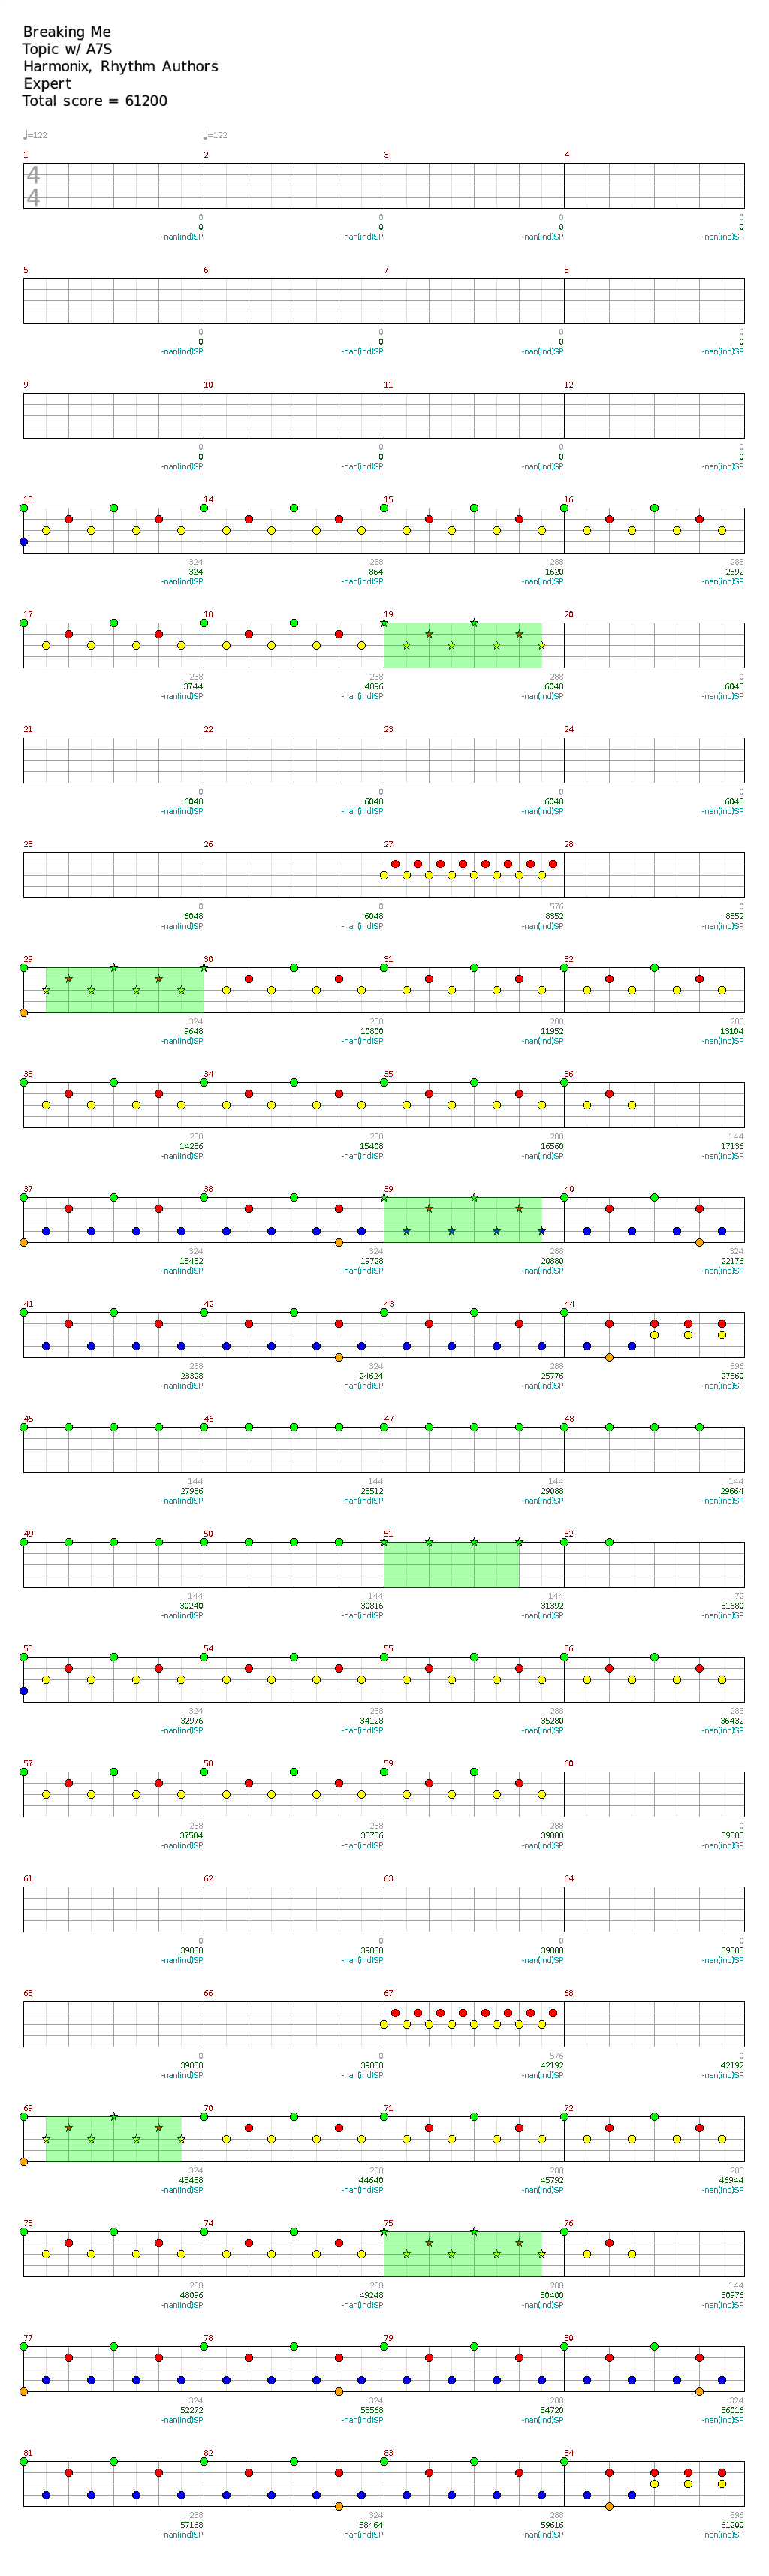 Breaking Me
Topic w/ A7S
Harmonix, Rhythm Authors
Expert
Total score = 61200
♩=122 ♩=122
1 2 3 4
4
4
0 0 0 0
0 0 0 0
-nan(ind)SP -nan(ind)SP -nan(ind)SP -nan(ind)SP
5 6 7 8
0 0 0 0
0 0 0 0
-nan(ind)SP -nan(ind)SP -nan(ind)SP -nan(ind)SP
9 10 11 12
0 0 0 0
0 0 0 0
-nan(ind)SP -nan(ind)SP -nan(ind)SP -nan(ind)SP
13 14 15 16
324 288 288 288
324 864 1620 2592
-nan(ind)SP -nan(ind)SP -nan(ind)SP -nan(ind)SP
17 18 19 20
288 288 288 0
3744 4896 6048 6048
-nan(ind)SP -nan(ind)SP -nan(ind)SP -nan(ind)SP
21 22 23 24
0 0 0 0
6048 6048 6048 6048
-nan(ind)SP -nan(ind)SP -nan(ind)SP -nan(ind)SP
25 26 27 28
0 0 576 0
6048 6048 8352 8352
-nan(ind)SP -nan(ind)SP -nan(ind)SP -nan(ind)SP
29 30 31 32
324 288 288 288
9648 10800 11952 13104
-nan(ind)SP -nan(ind)SP -nan(ind)SP -nan(ind)SP
33 34 35 36
288 288 288 144
14256 15408 16560 17136
-nan(ind)SP -nan(ind)SP -nan(ind)SP -nan(ind)SP
37 38 39 40
324 324 288 324
18432 19728 20880 22176
-nan(ind)SP -nan(ind)SP -nan(ind)SP -nan(ind)SP
41 42 43 44
288 324 288 396
23328 24624 25776 27360
-nan(ind)SP -nan(ind)SP -nan(ind)SP -nan(ind)SP
45 46 47 48
144 144 144 144
27936 28512 29088 29664
-nan(ind)SP -nan(ind)SP -nan(ind)SP -nan(ind)SP
49 50 51 52
144 144 144 72
30240 30816 31392 31680
-nan(ind)SP -nan(ind)SP -nan(ind)SP -nan(ind)SP
53 54 55 56
324 288 288 288
32976 34128 35280 36432
-nan(ind)SP -nan(ind)SP -nan(ind)SP -nan(ind)SP
57 58 59 60
288 288 288 0
37584 38736 39888 39888
-nan(ind)SP -nan(ind)SP -nan(ind)SP -nan(ind)SP
61 62 63 64
0 0 0 0
39888 39888 39888 39888
-nan(ind)SP -nan(ind)SP -nan(ind)SP -nan(ind)SP
65 66 67 68
0 0 576 0
39888 39888 42192 42192
-nan(ind)SP -nan(ind)SP -nan(ind)SP -nan(ind)SP
69 70 71 72
324 288 288 288
43488 44640 45792 46944
-nan(ind)SP -nan(ind)SP -nan(ind)SP -nan(ind)SP
73 74 75 76
288 288 288 144
48096 49248 50400 50976
-nan(ind)SP -nan(ind)SP -nan(ind)SP -nan(ind)SP
77 78 79 80
324 324 288 324
52272 53568 54720 56016
-nan(ind)SP -nan(ind)SP -nan(ind)SP -nan(ind)SP
81 82 83 84
288 324 288 396
57168 58464 59616 61200
-nan(ind)SP -nan(ind)SP -nan(ind)SP -nan(ind)SP